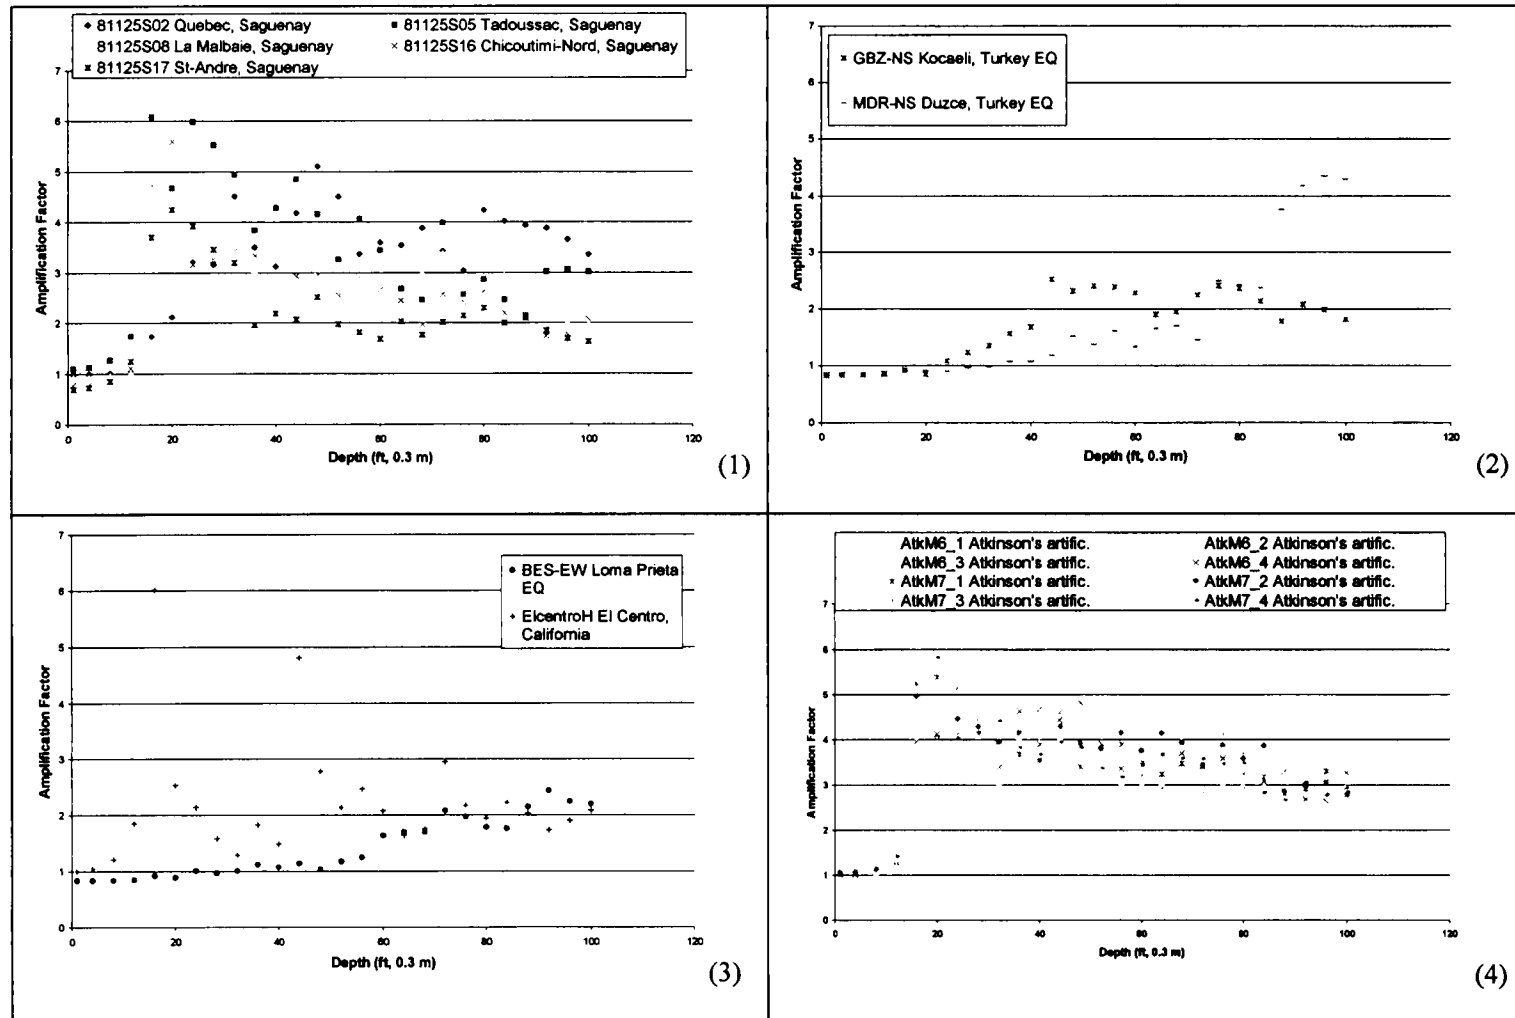 81125S02 Quebec, Saguenay
81125S05 Tadoussac, Saguenay
81125S08 La Malbaie, Saguenay
81125S16 Chicoutimi-Nord, Saguenay
81125S17 St-Andre, Saguenay
7
6
5
4
3
2
1
0
Amplification Factor
0 20 40 60 80 100 120
Depth (ft, 0.3 m)
(1)
GBZ-NS Kocaeli, Turkey EQ
MDR-NS Duzce, Turkey EQ
7
6
5
4
3
2
1
0
Amplification Factor
0 20 40 60 80 100 120
Depth (ft, 0.3 m)
(2)
BES-EW Loma Prieta
EQ
ElcentroH El Centro,
California
7
6
5
4
3
2
1
0
Amplification Factor
0 20 40 60 80 100 120
Depth (ft, 0.3 m)
(3)
AtkM6_1 Atkinson's artific.
AtkM6_2 Atkinson's artific.
AtkM6_3 Atkinson's artific.
AtkM6_4 Atkinson's artific.
AtkM7_1 Atkinson's artific.
AtkM7_2 Atkinson's artific.
AtkM7_3 Atkinson's artific.
AtkM7_4 Atkinson's artific.
7
6
5
4
3
2
1
0
Amplification Factor
0 20 40 60 80 100 120
Depth (ft, 0.3 m)
(4)